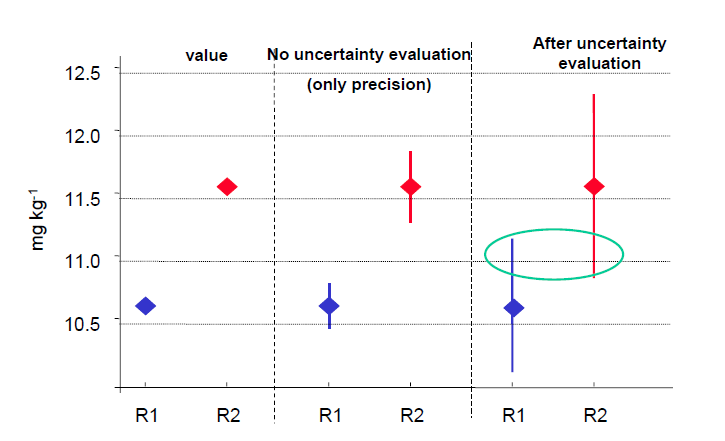 value
No uncertainty evaluation
(only precision)
After uncertainty
evaluation
mg kg-1
12.5
12.0
11.5
11.0
10.5
R1 R2 R1 R2 R1 R2